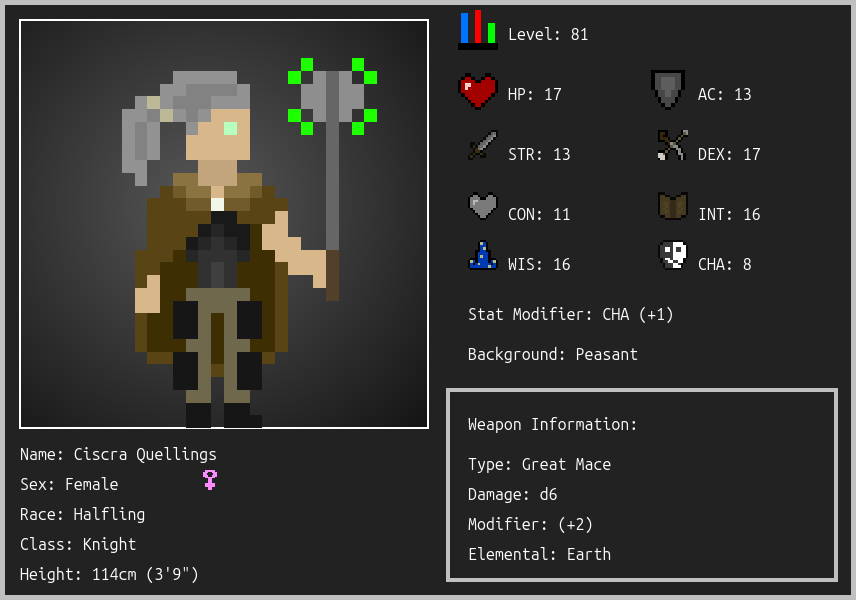 Level: 81
HP: 17
AC: 13
STR: 13
DEX: 17
CON: 11
INT: 16
WIS: 16
CHA: 8
Stat Modifier: CHA (+1)
Background: Peasant
Weapon Information:
Type: Great Mace
Damage: d6
Modifier: (+2)
Elemental: Earth
Name: Ciscra Quellings
Sex: Female
Race: Halfling
Class: Knight
Height: 114cm (3'9")